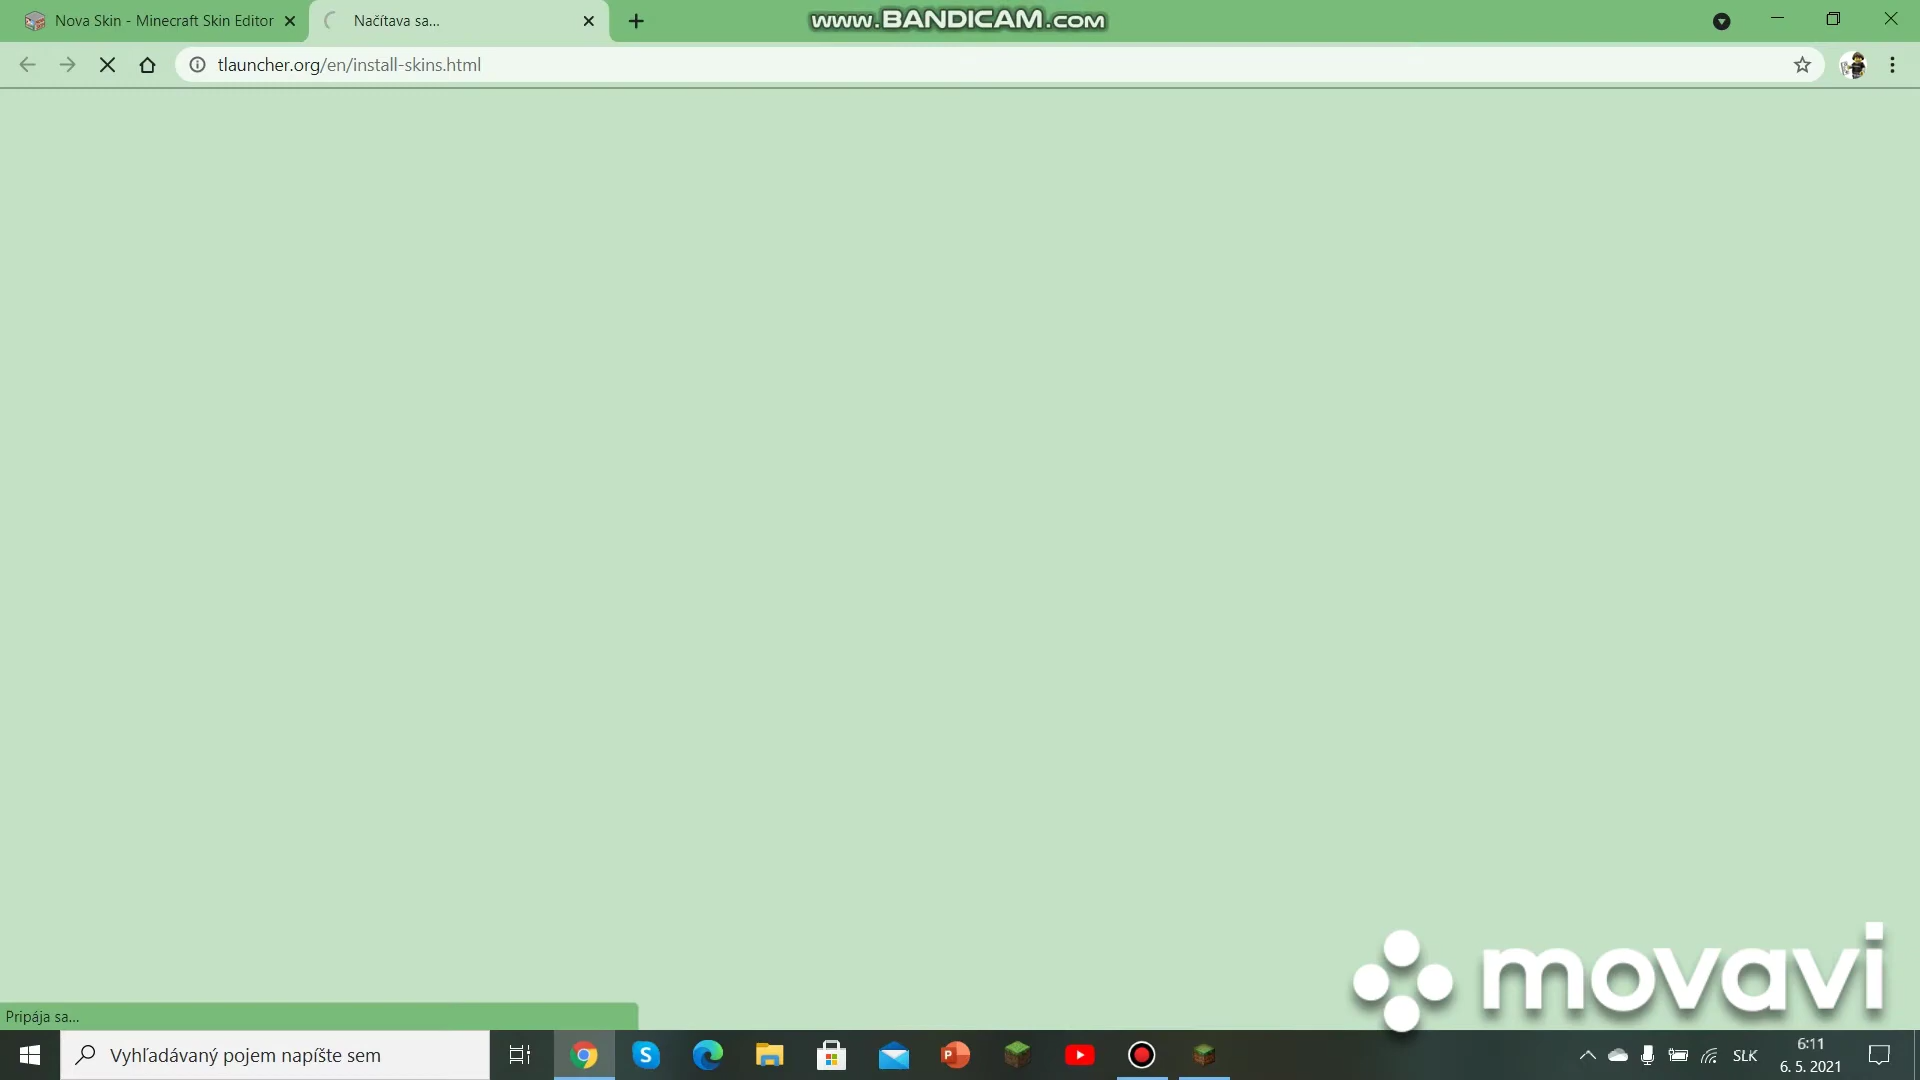 Nova Skin - Minecraft Skin Editor
Načítava sa...
www.BANDICAM.com
tlauncher.org/en/install-skins.html
movavi
Pripája sa...
Vyhľadávaný pojem napíšte sem
S
P
SLK
6:11
6. 5. 2021